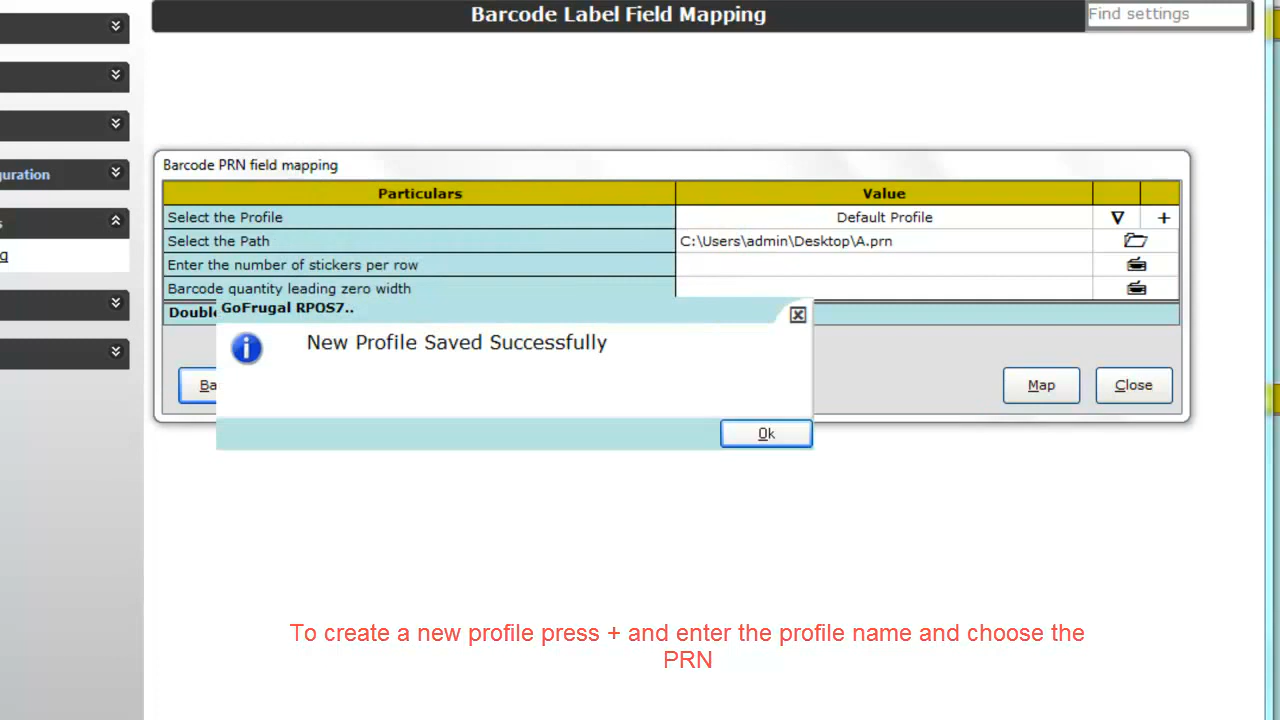 Barcode Label Field Mapping
Find settings
uration
s
g
Barcode PRN field mapping
Particulars Value
Select the Profile Default Profile +
Select the Path C:\Users\admin\Desktop\A.prn
Enter the number of stickers per row
Barcode quantity leading zero width
Double
GoFrugal RPOS7..
New Profile Saved Successfully
Ba
Map
Close
Ok
To create a new profile press + and enter the profile name and choose the
PRN